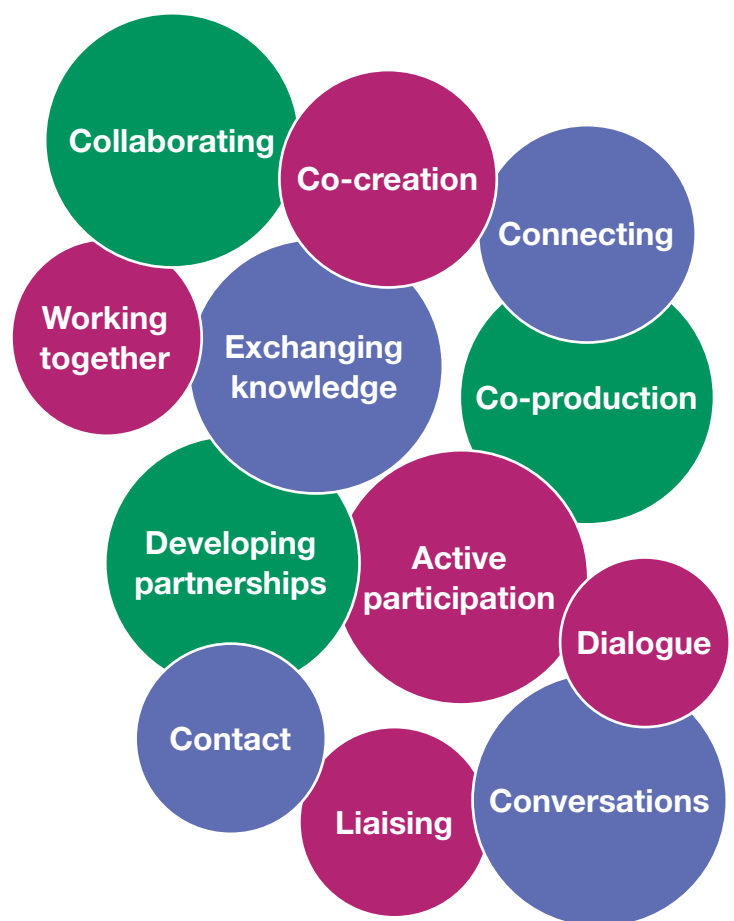 Collaborating
Co-creation
Connecting
Working
together
Exchanging
knowledge
Co-production
Developing
partnerships
Active
participation
Dialogue
Contact
Liaising
Conversations